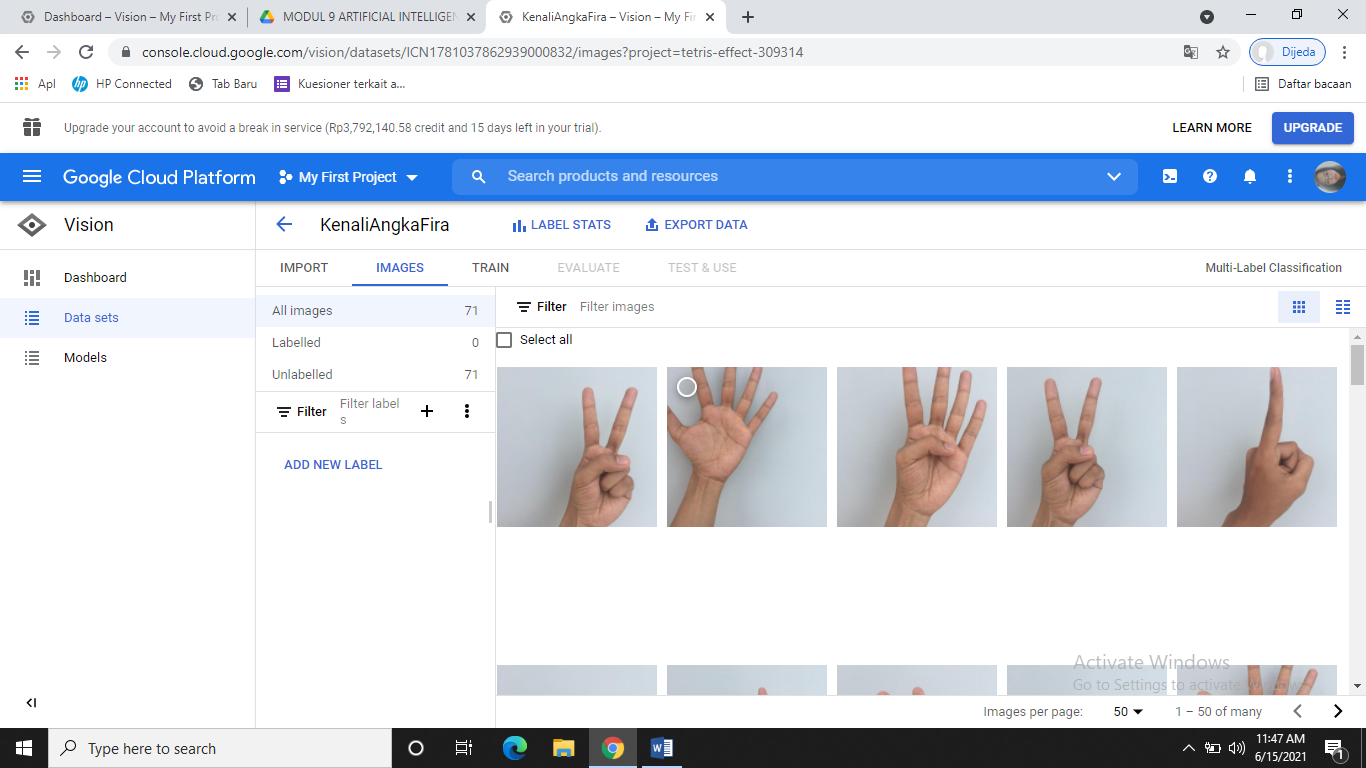 Dashboard – Vision – My First Pr
MODUL 9 ARTIFICIAL INTELLIGEN
KenaliAngkaFira – Vision – My Fir
console.cloud.google.com/vision/datasets/ICN1781037862939000832/images?project=tetris-effect-309314
Dijeda
Apl
HP Connected
Tab Baru
Kuesioner terkait a...
Daftar bacaan
Upgrade your account to avoid a break in service (Rp3,792,140.58 credit and 15 days left in your trial).
LEARN MORE
UPGRADE
Google Cloud Platform
My First Project
Search products and resources
Vision
KenaliAngkaFira
LABEL STATS
EXPORT DATA
Dashboard
Data sets
Models
IMPORT
IMAGES
TRAIN
EVALUATE
TEST & USE
Multi-Label Classification
All images 71
Labelled 0
Unlabelled 71
Filter
Filter label
s
ADD NEW LABEL
Filter
Filter images
Select all
Activate Windows
Go to Settings to activate Windows.
Images per page:
50
1 – 50 of many
Type here to search
11:47 AM
6/15/2021
1